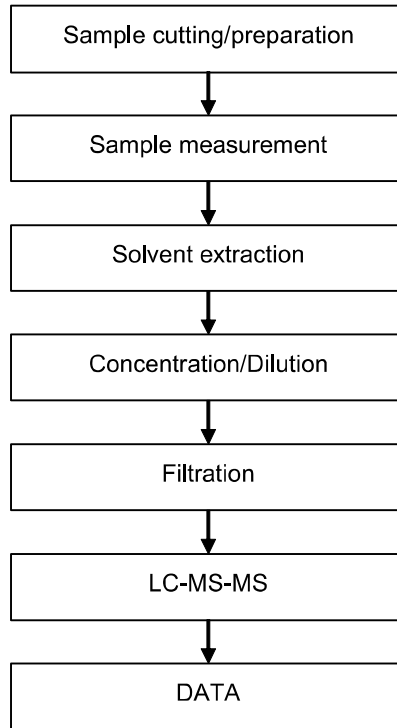 Sample cutting/preparation
Sample measurement
Solvent extraction
Concentration/Dilution
Filtration
LC-MS-MS
DATA